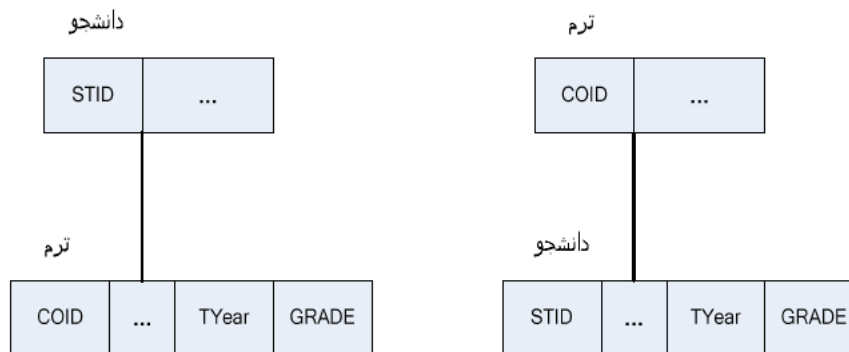 دانشجو
STID ...
ترم
COID ... TYear GRADE
ترم
COID ...
دانشجو
STID ... TYear GRADE